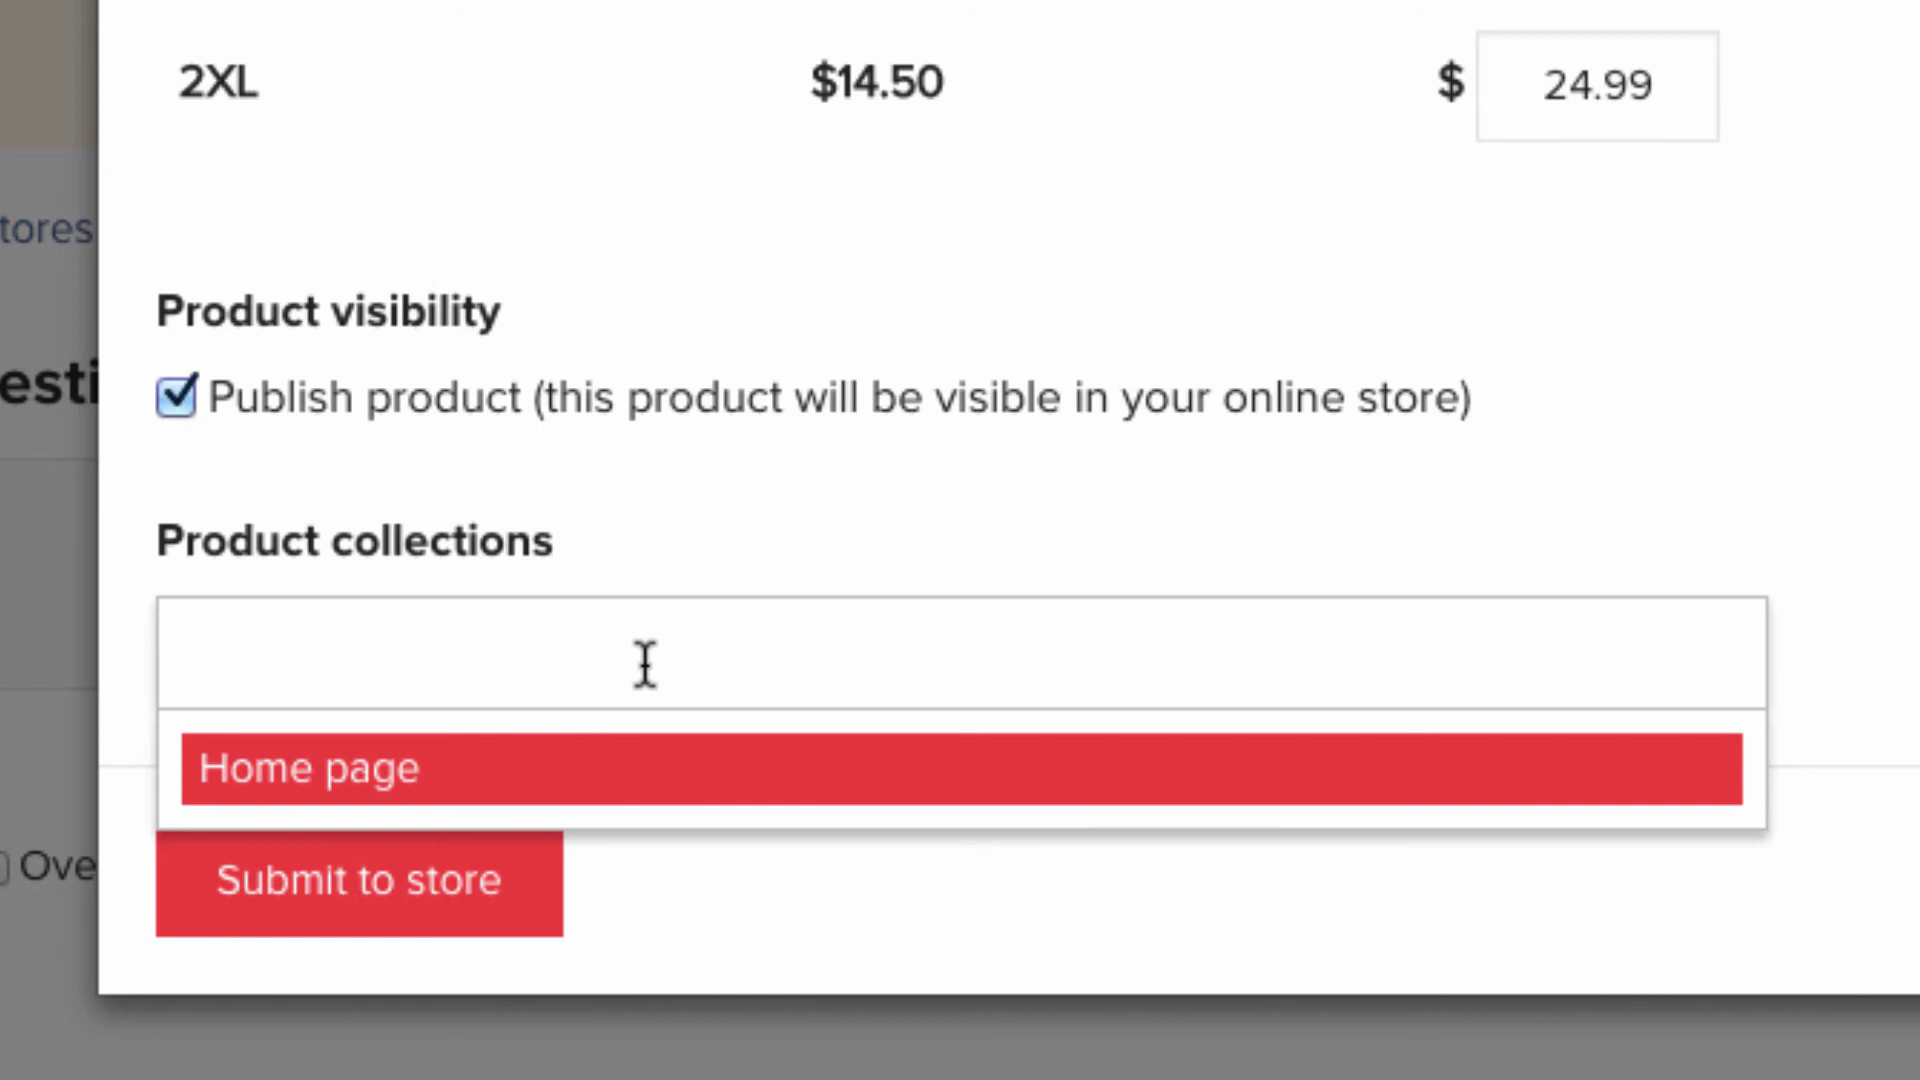 2XL $14.50 $ 24.99
tores
Product visibility
esti
Publish product (this product will be visible in your online store)
Product collections
Home page
Ove
Submit to store